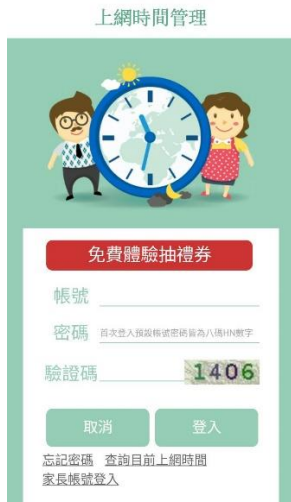 上網時間管理
免費體驗抽禮券
帳號
密碼 首次登入預設帳號密碼皆為八碼HN數字
驗證碼 1406
取消 登入
忘記密碼 查詢目前上網時間
家長帳號登入